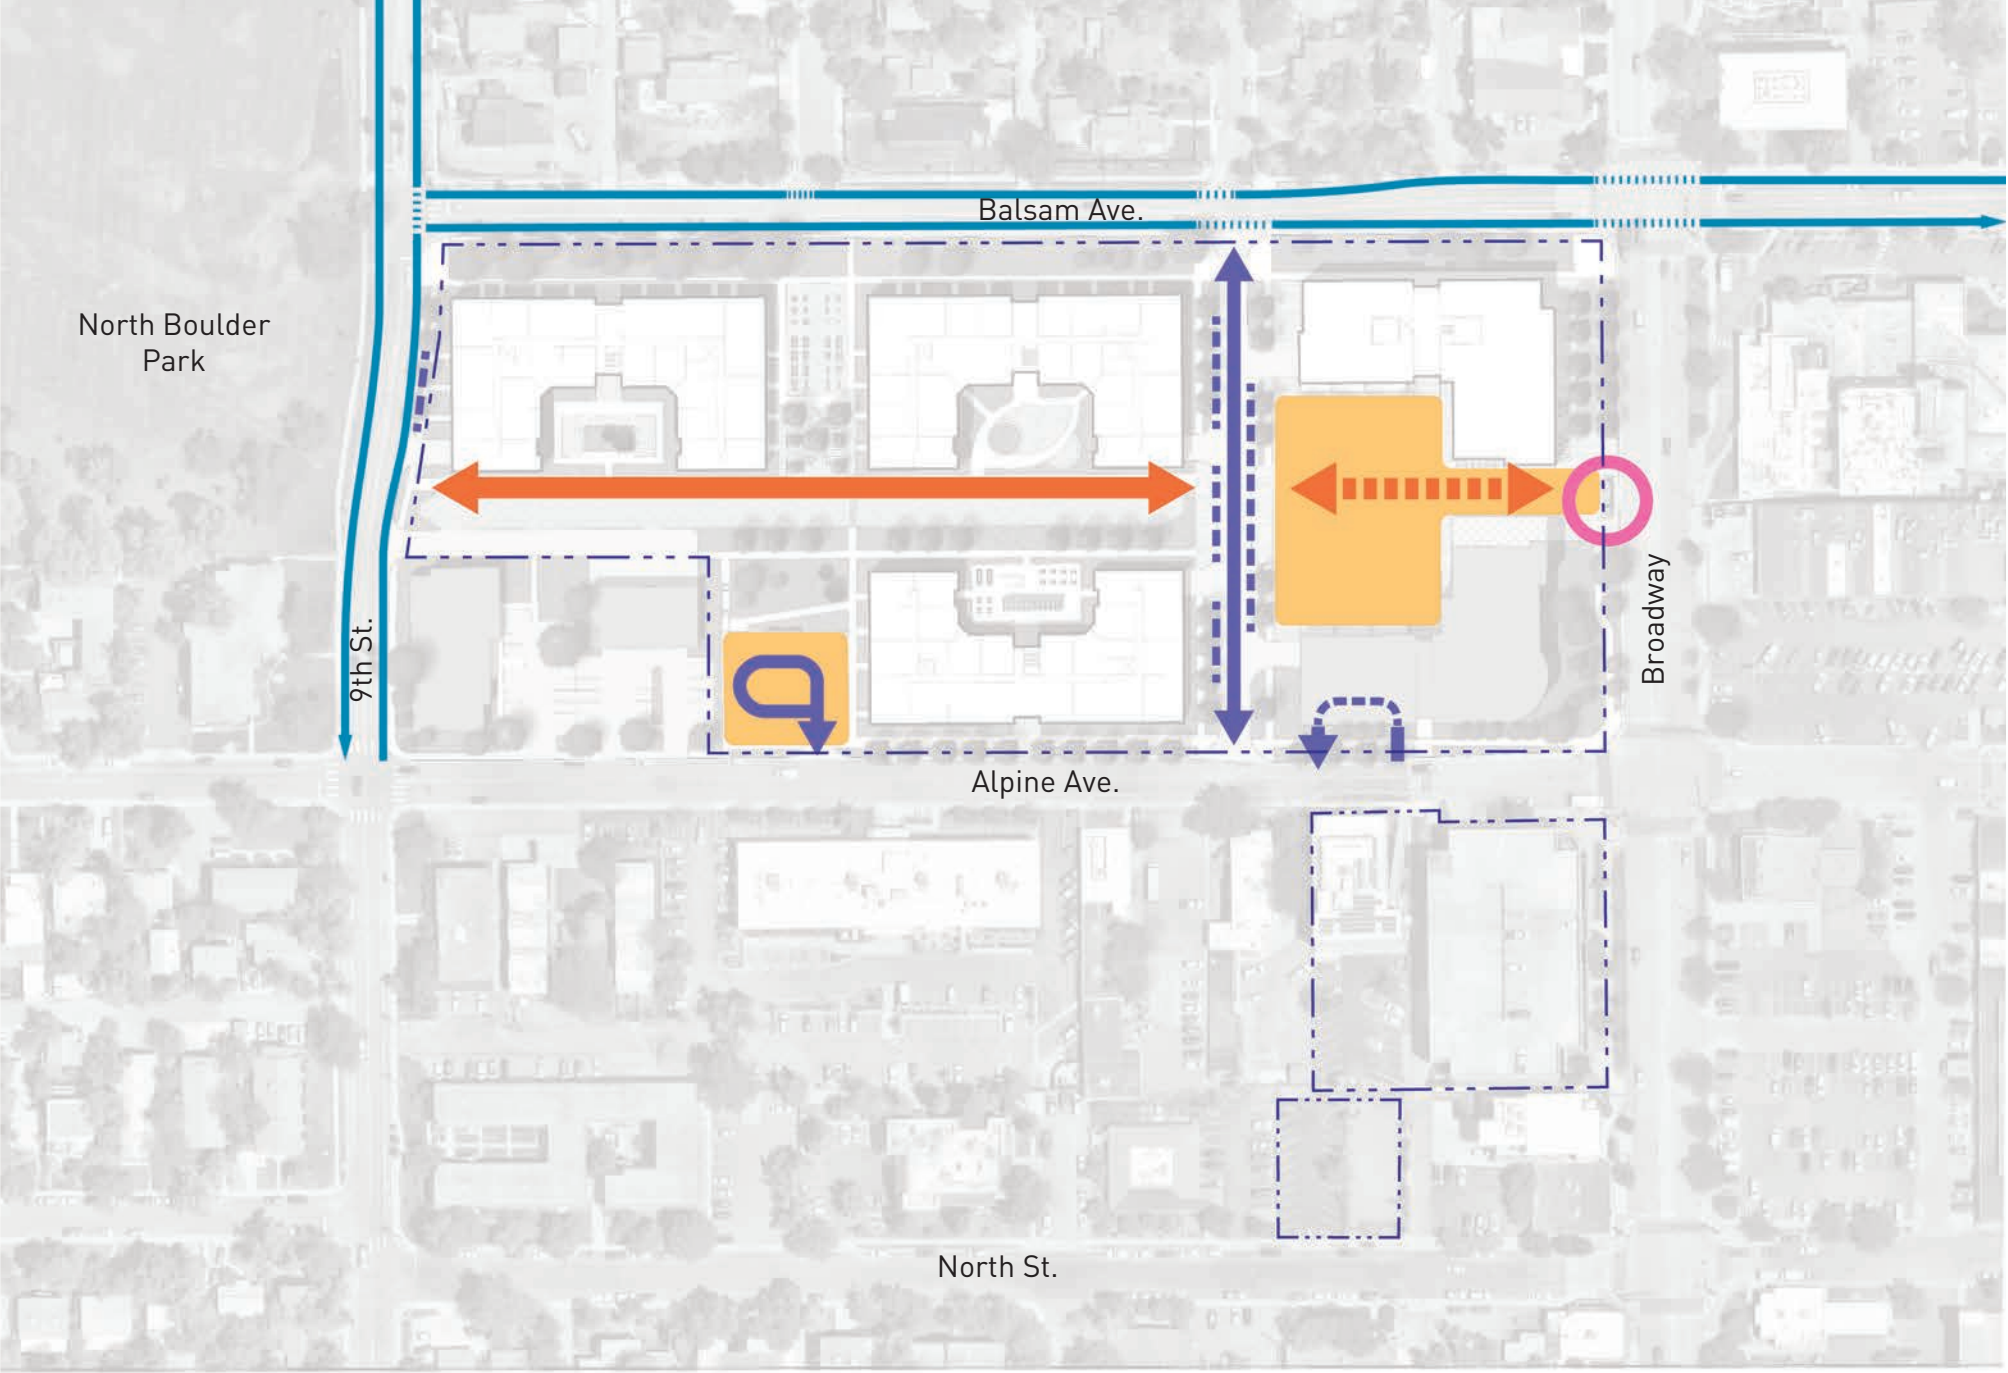 Balsam Ave.
North Boulder
Park
Broadway
9th St.
Alpine Ave.
North St.